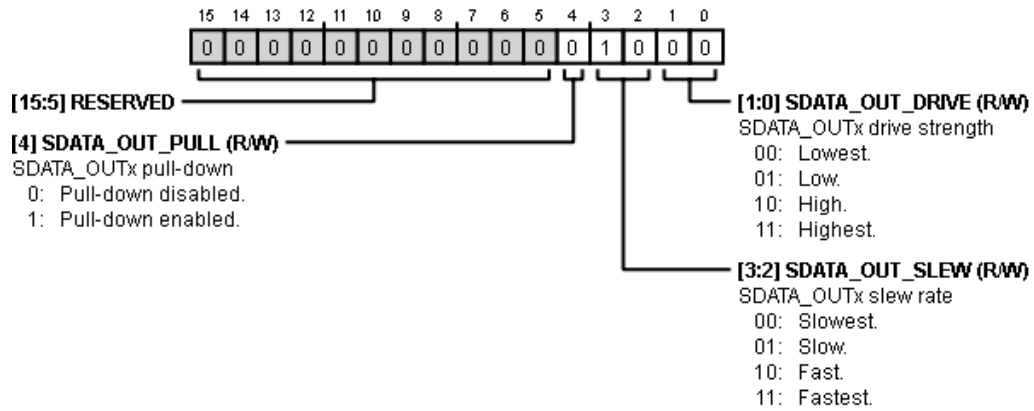 15 14 13 12 11 10 9 8 7 6 5 4 3 2 1 0
0 0 0 0 0 0 0 0 0 0 0 0 1 0 0 0
[15:5] RESERVED
[4] SDATA_OUT_PULL (R/W)
SDATA_OUTx pull-down
0: Pull-down disabled.
1: Pull-down enabled.
[1:0] SDATA_OUT_DRIVE (R/W)
SDATA_OUTx drive strength
00: Lowest.
01: Low.
10: High.
11: Highest.
[3:2] SDATA_OUT_SLEW (R/W)
SDATA_OUTx slew rate
00: Slowest.
01: Slow.
10: Fast.
11: Fastest.